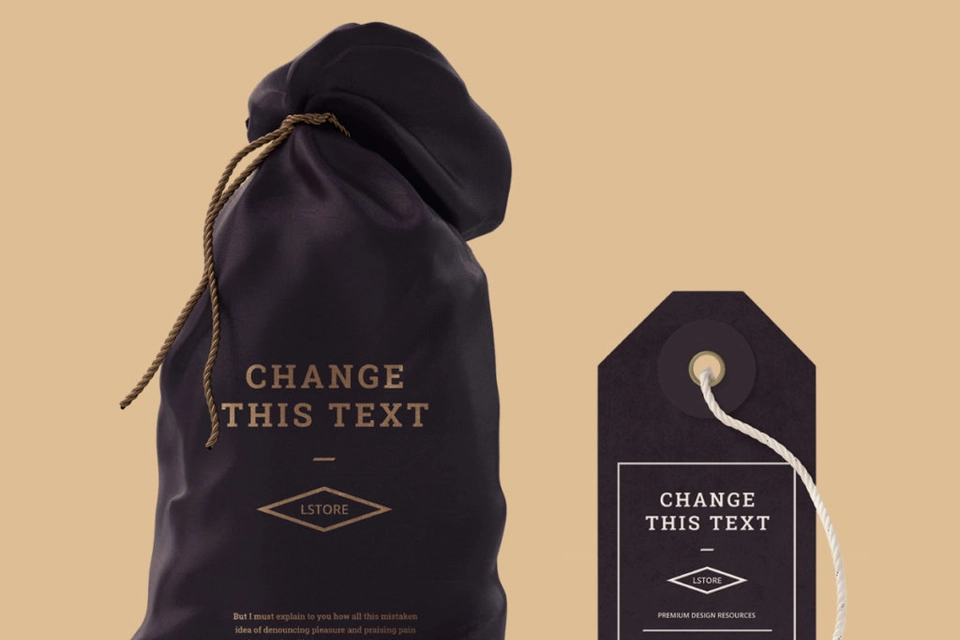 CHANGE
THIS TEXT
LSTORE
But I must explain to you how all this mistaken
idea of denouncing pleasure and praising pain
CHANGE
THIS TEXT
LSTORE
PREMIUM DESIGN RESOURCES